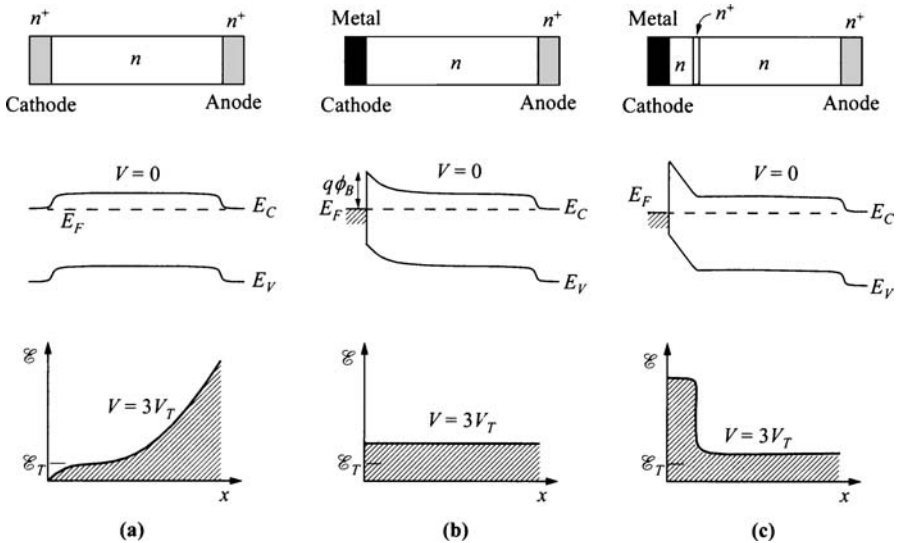 n⁺ n⁺
n
Cathode Anode
V = 0
E_C
E_F
E_V
ℰ
V = 3V_T
ℰ_T
x
(a)
Metal n⁺
n
Cathode Anode
V = 0
qϕ_B
E_F E_C
E_V
ℰ
V = 3V_T
ℰ_T
x
(b)
Metal n⁺ n⁺
n n
Cathode Anode
V = 0
E_F
E_C
E_V
ℰ
V = 3V_T
ℰ_T
x
(c)